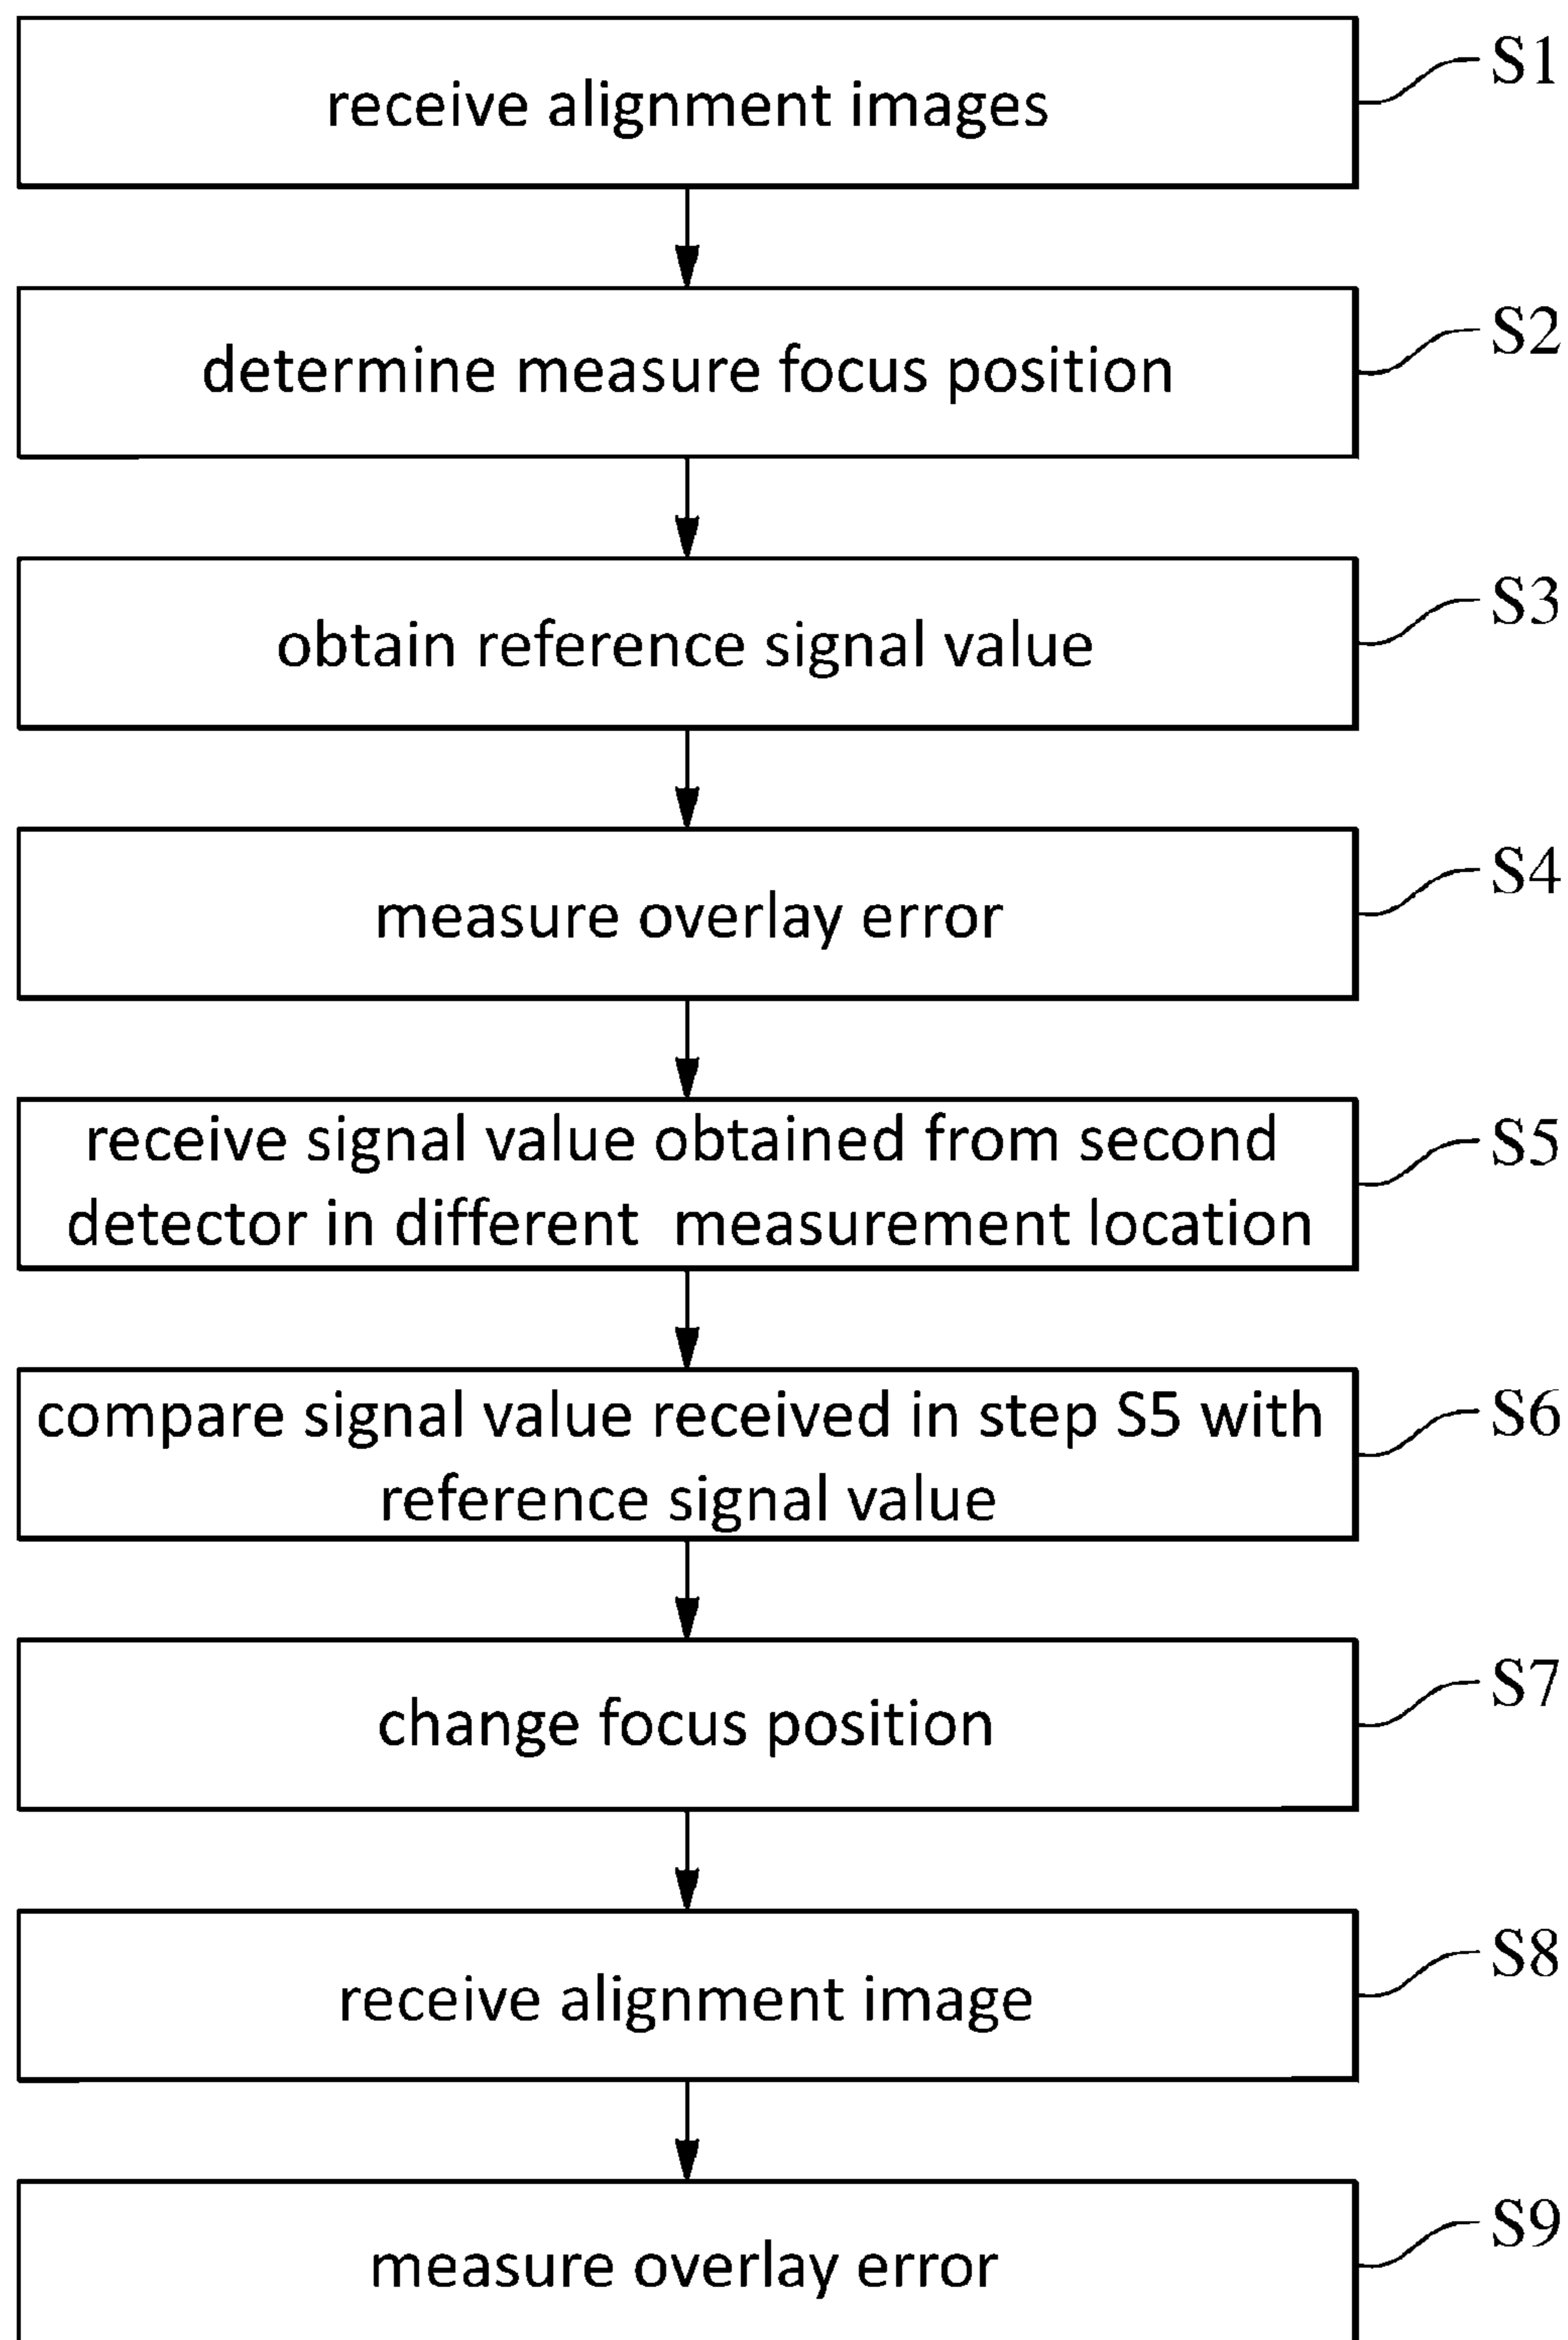 receive alignment images
S1
determine measure focus position
S2
obtain reference signal value
S3
measure overlay error
S4
receive signal value obtained from second
detector in different measurement location
S5
compare signal value received in step S5 with
reference signal value
S6
change focus position
S7
receive alignment image
S8
measure overlay error
S9